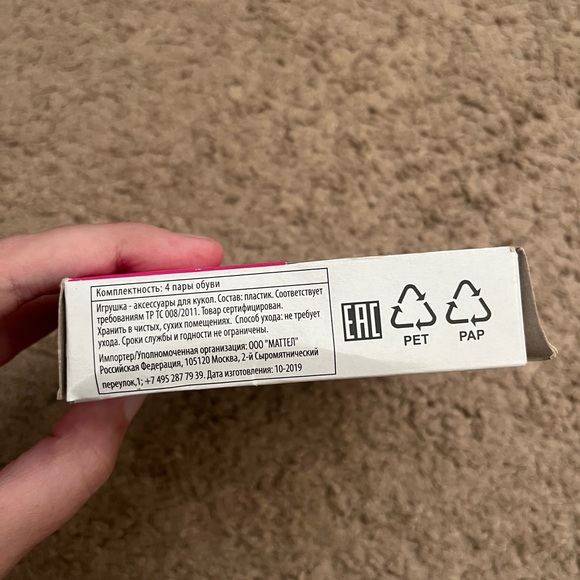 Комплектность: 4 пары обуви
Игрушка - аксессуары для кукол. Состав: пластик. Соответствует
требованиям ТР ТС 008/2011. Товар сертифицирован.
Хранить в чистых, сухих помещениях. Способ ухода: не требует
ухода. Сроки службы и годности не ограничены.
Импортер/Уполномоченная организация: ООО "МАТТЕЛ"
Российская Федерация, 105120 Москва, 2-й Сыромятнический
переулок,1; +7 495 287 79 39. Дата изготовления: 10-2019
EAC
PET
PAP